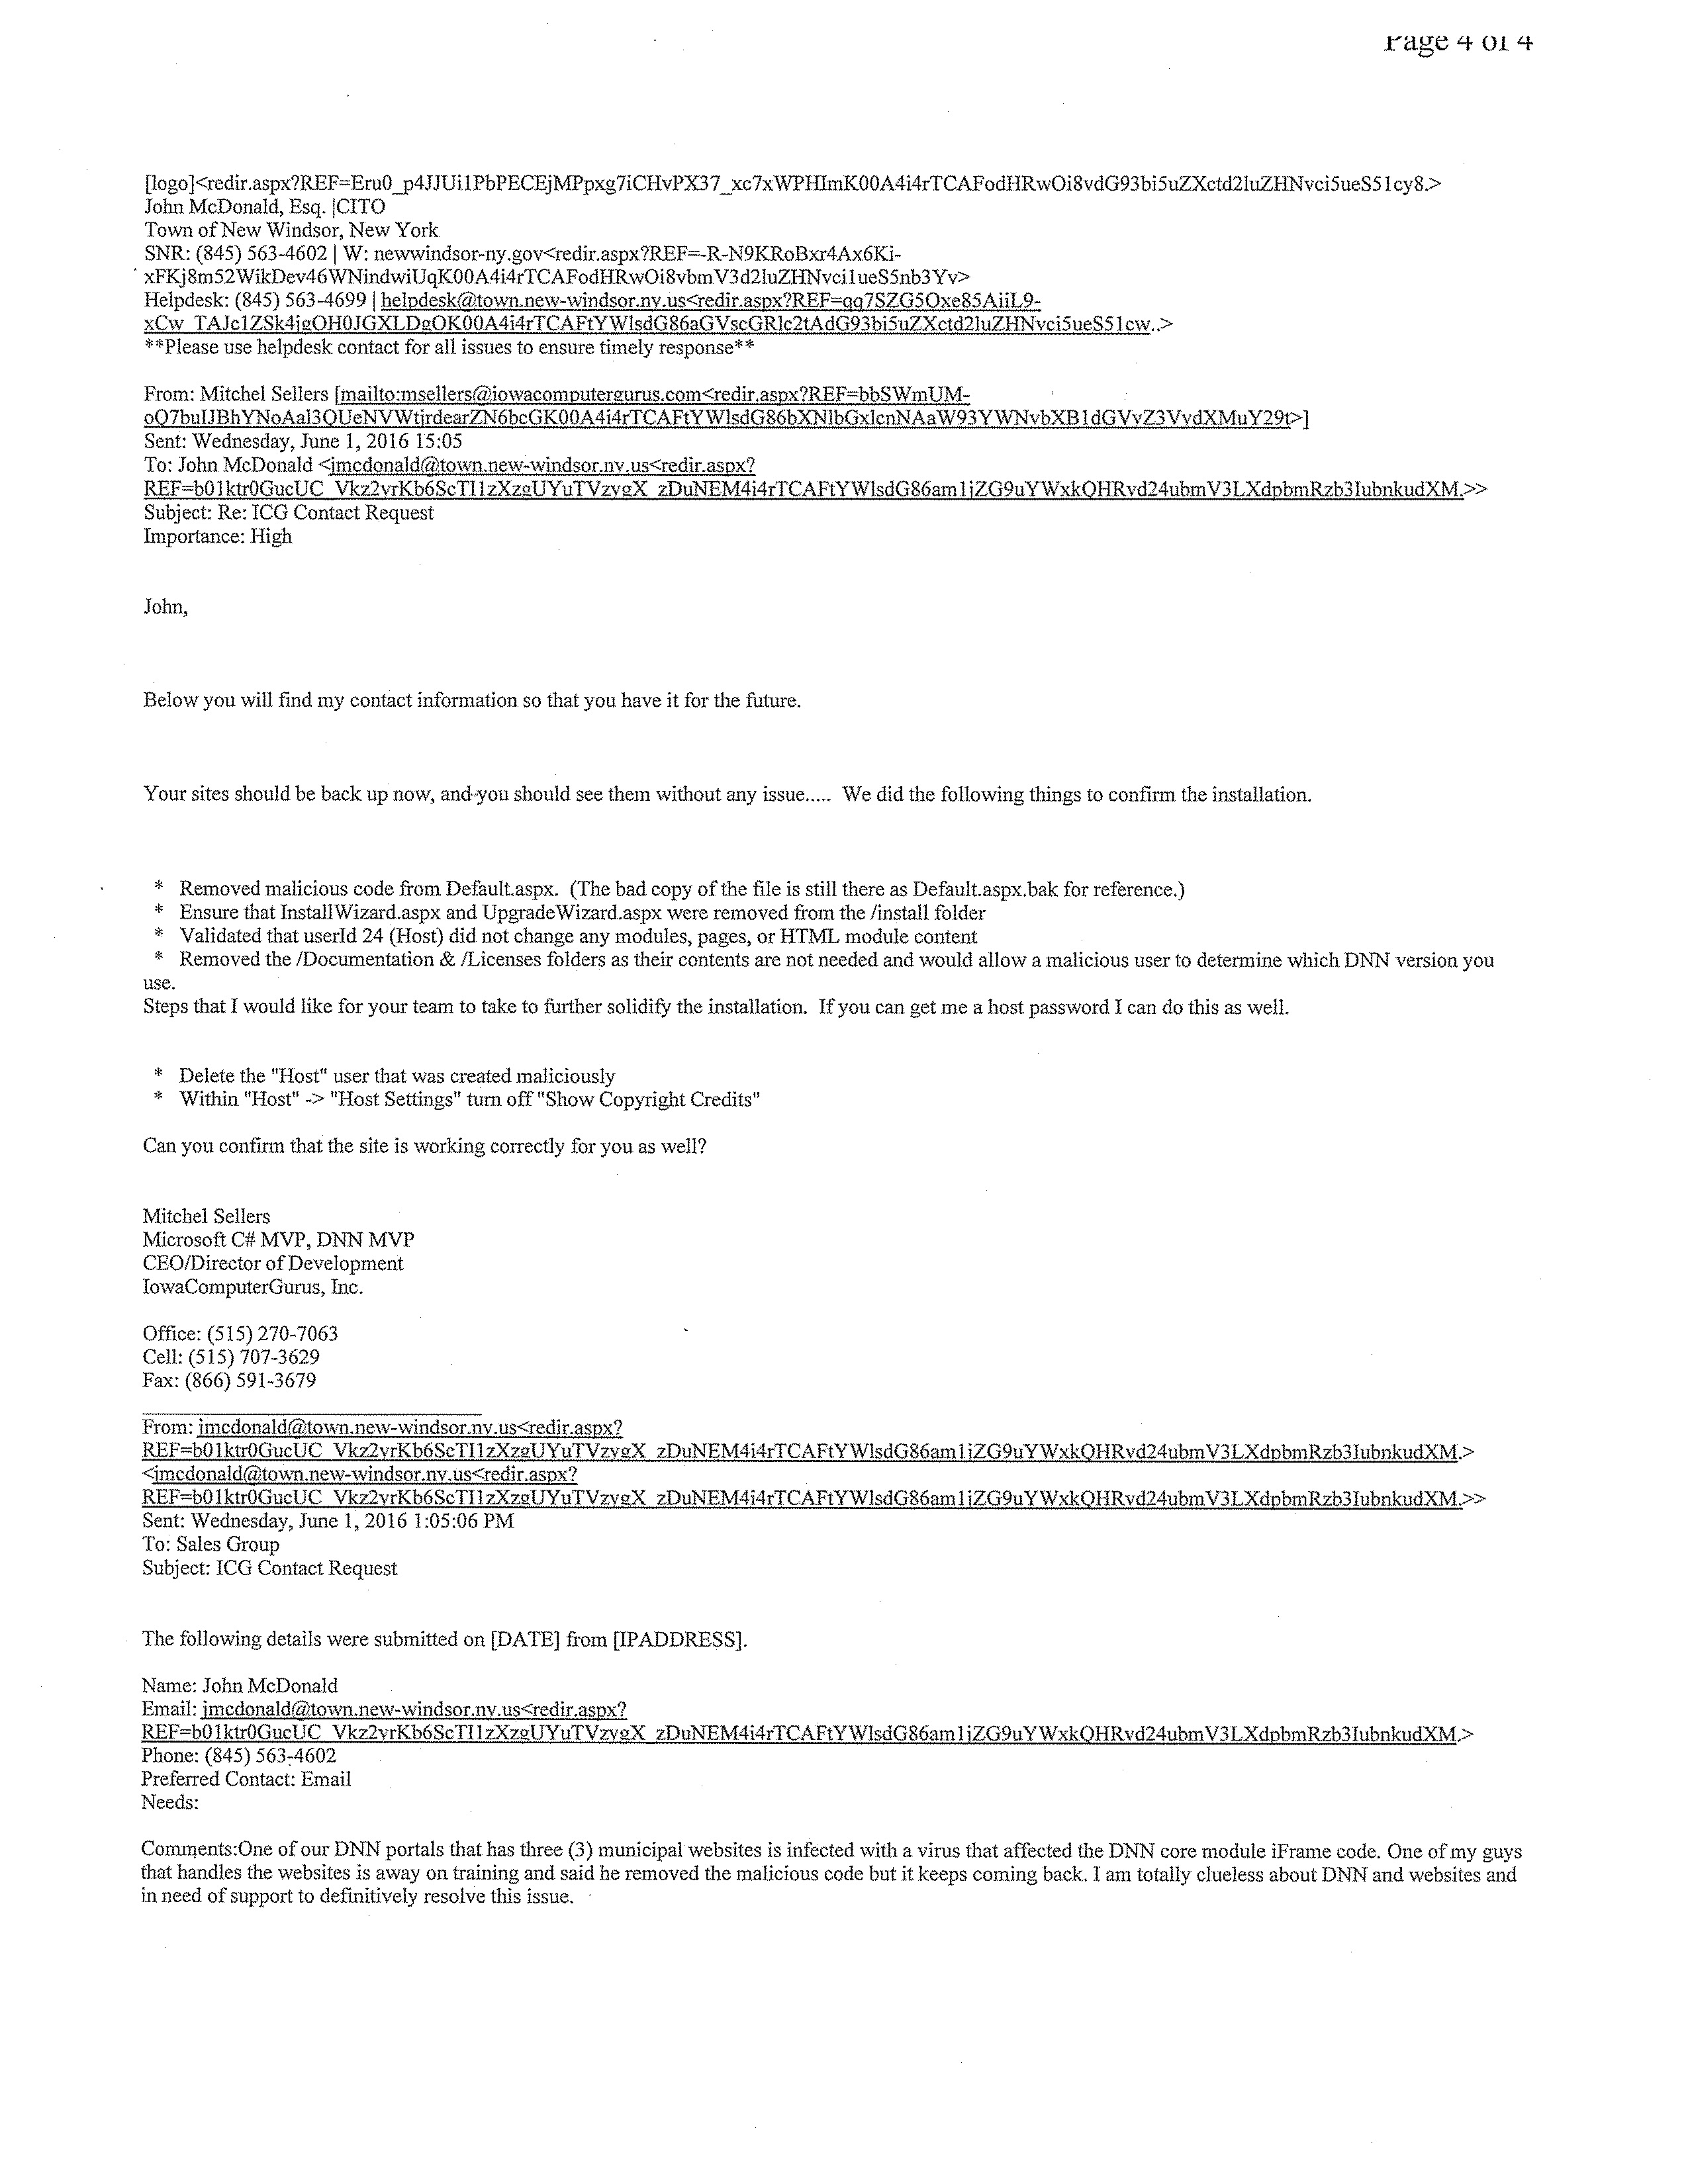 Page 4 of 4
[logo]<redir.aspx?REF=Eru0_p4JJUi1PbPECEjMPpxg7iCHvPX37_xc7xWPHImK00A4i4rTCAFodHRwOi8vdG93bi5uZXctd2luZHNvci5ueS51cy8.>
John McDonald, Esq. |CITO
Town of New Windsor, New York
SNR: (845) 563-4602 | W: newwindsor-ny.gov<redir.aspx?REF=-R-N9KRoBxr4Ax6Ki-
xFKj8m52WikDev46WNindwiUqK00A4i4rTCAFodHRwOi8vbmV3d2luZHNvci1ueS5nb3Yv>
Helpdesk: (845) 563-4699 | helpdesk@town.new-windsor.ny.us<redir.aspx?REF=qq7SZG5Oxe85AiiL9-
xCw_TAJc1ZSk4jgOH0JGXLDgOK00A4i4rTCAFtYWlsdG86aGVscGRlc2tAdG93bi5uZXctd2luZHNvci5ueS51cw..>
**Please use helpdesk contact for all issues to ensure timely response**
From: Mitchel Sellers [mailto:msellers@iowacomputergurus.com<redir.aspx?REF=bbSWmUM-
oQ7buIJBhYNoAal3QUeNVWtjrdearZN6bcGK00A4i4rTCAFtYWlsdG86bXNlbGxlcnNAaW93YWNvbXB1dGVyZ3VydXMuY29t>]
Sent: Wednesday, June 1, 2016 15:05
To: John McDonald <jmcdonald@town.new-windsor.ny.us<redir.aspx?
REF=b01ktr0GucUC_Vkz2vrKb6ScTI1zXzgUYuTVzvgX_zDuNEM4i4rTCAFtYWlsdG86am1jZG9uYWxkQHRvd24ubmV3LXdpbmRzb3IubnkudXM.>>
Subject: Re: ICG Contact Request
Importance: High
John,
Below you will find my contact information so that you have it for the future.
Your sites should be back up now, and you should see them without any issue..... We did the following things to confirm the installation.
* Removed malicious code from Default.aspx. (The bad copy of the file is still there as Default.aspx.bak for reference.)
* Ensure that InstallWizard.aspx and UpgradeWizard.aspx were removed from the /install folder
* Validated that userId 24 (Host) did not change any modules, pages, or HTML module content
* Removed the /Documentation & /Licenses folders as their contents are not needed and would allow a malicious user to determine which DNN version you
use.
Steps that I would like for your team to take to further solidify the installation. If you can get me a host password I can do this as well.
* Delete the "Host" user that was created maliciously
* Within "Host" -> "Host Settings" turn off "Show Copyright Credits"
Can you confirm that the site is working correctly for you as well?
Mitchel Sellers
Microsoft C# MVP, DNN MVP
CEO/Director of Development
IowaComputerGurus, Inc.
Office: (515) 270-7063
Cell: (515) 707-3629
Fax: (866) 591-3679
From: jmcdonald@town.new-windsor.ny.us<redir.aspx?
REF=b01ktr0GucUC_Vkz2vrKb6ScTI1zXzgUYuTVzvgX_zDuNEM4i4rTCAFtYWlsdG86am1jZG9uYWxkQHRvd24ubmV3LXdpbmRzb3IubnkudXM.>
<jmcdonald@town.new-windsor.ny.us<redir.aspx?
REF=b01ktr0GucUC_Vkz2vrKb6ScTI1zXzgUYuTVzvgX_zDuNEM4i4rTCAFtYWlsdG86am1jZG9uYWxkQHRvd24ubmV3LXdpbmRzb3IubnkudXM.>>
Sent: Wednesday, June 1, 2016 1:05:06 PM
To: Sales Group
Subject: ICG Contact Request
The following details were submitted on [DATE] from [IPADDRESS].
Name: John McDonald
Email: jmcdonald@town.new-windsor.ny.us<redir.aspx?
REF=b01ktr0GucUC_Vkz2vrKb6ScTI1zXzgUYuTVzvgX_zDuNEM4i4rTCAFtYWlsdG86am1jZG9uYWxkQHRvd24ubmV3LXdpbmRzb3IubnkudXM.>
Phone: (845) 563-4602
Preferred Contact: Email
Needs:
Comments:One of our DNN portals that has three (3) municipal websites is infected with a virus that affected the DNN core module iFrame code. One of my guys
that handles the websites is away on training and said he removed the malicious code but it keeps coming back. I am totally clueless about DNN and websites and
in need of support to definitively resolve this issue.